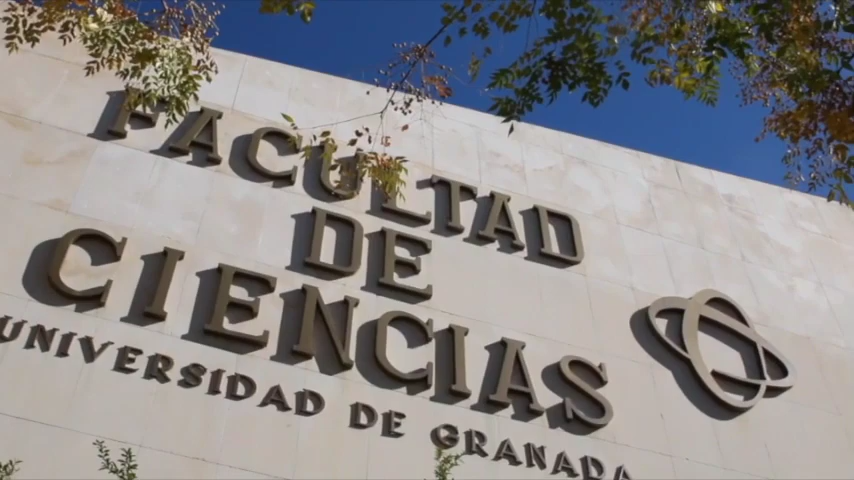 FACULTAD
DE
CIENCIAS
UNIVERSIDAD DE GRANADA